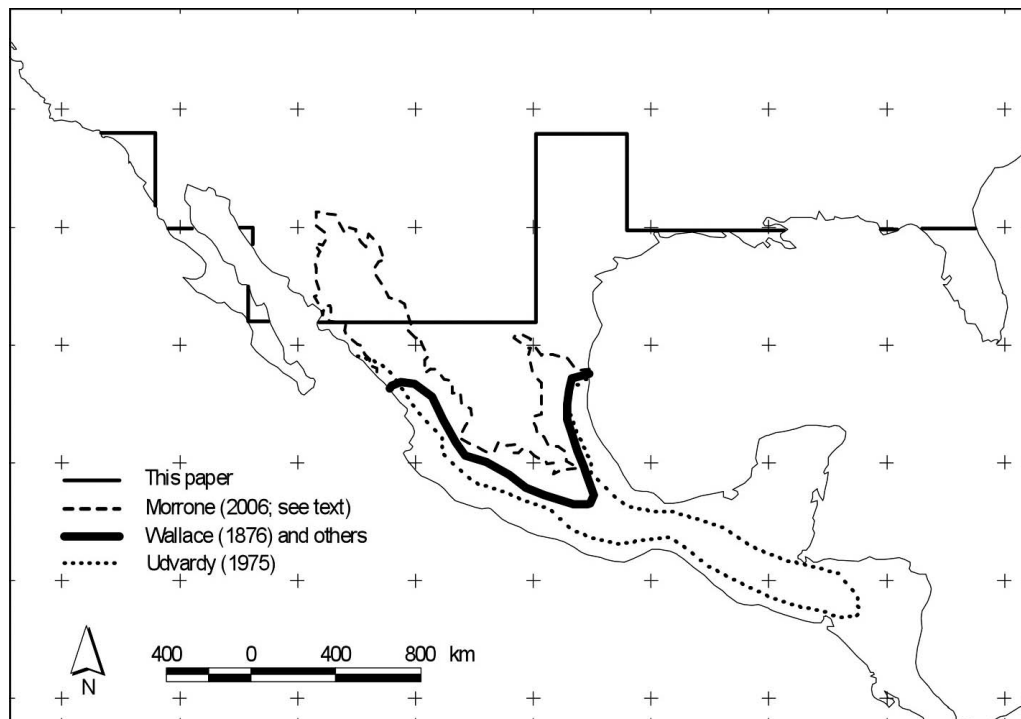 This paper
Morrone (2006; see text)
Wallace (1876) and others
Udvardy (1975)
400 0 400 800 km
N